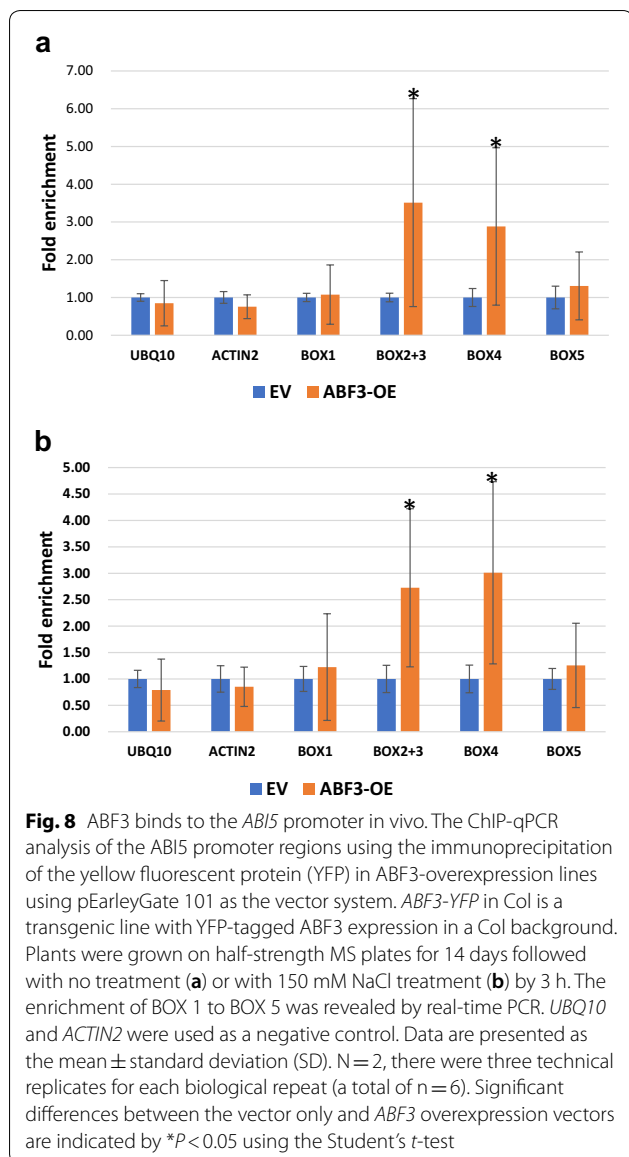 a
7.00
6.00
5.00
4.00
3.00
2.00
1.00
0.00
Fold enrichment
*
*
UBQ10 ACTIN2 BOX1 BOX2+3 BOX4 BOX5
EV ABF3-OE
b
5.00
4.50
4.00
3.50
3.00
2.50
2.00
1.50
1.00
0.50
0.00
Fold enrichment
*
*
UBQ10 ACTIN2 BOX1 BOX2+3 BOX4 BOX5
EV ABF3-OE
Fig. 8 ABF3 binds to the ABI5 promoter in vivo. The ChIP-qPCR
analysis of the ABI5 promoter regions using the immunoprecipitation
of the yellow fluorescent protein (YFP) in ABF3-overexpression lines
using pEarleyGate 101 as the vector system. ABF3-YFP in Col is a
transgenic line with YFP-tagged ABF3 expression in a Col background.
Plants were grown on half-strength MS plates for 14 days followed
with no treatment (a) or with 150 mM NaCl treatment (b) by 3 h. The
enrichment of BOX 1 to BOX 5 was revealed by real-time PCR. UBQ10
and ACTIN2 were used as a negative control. Data are presented as
the mean ± standard deviation (SD). N = 2, there were three technical
replicates for each biological repeat (a total of n = 6). Significant
differences between the vector only and ABF3 overexpression vectors
are indicated by *P < 0.05 using the Student's t-test